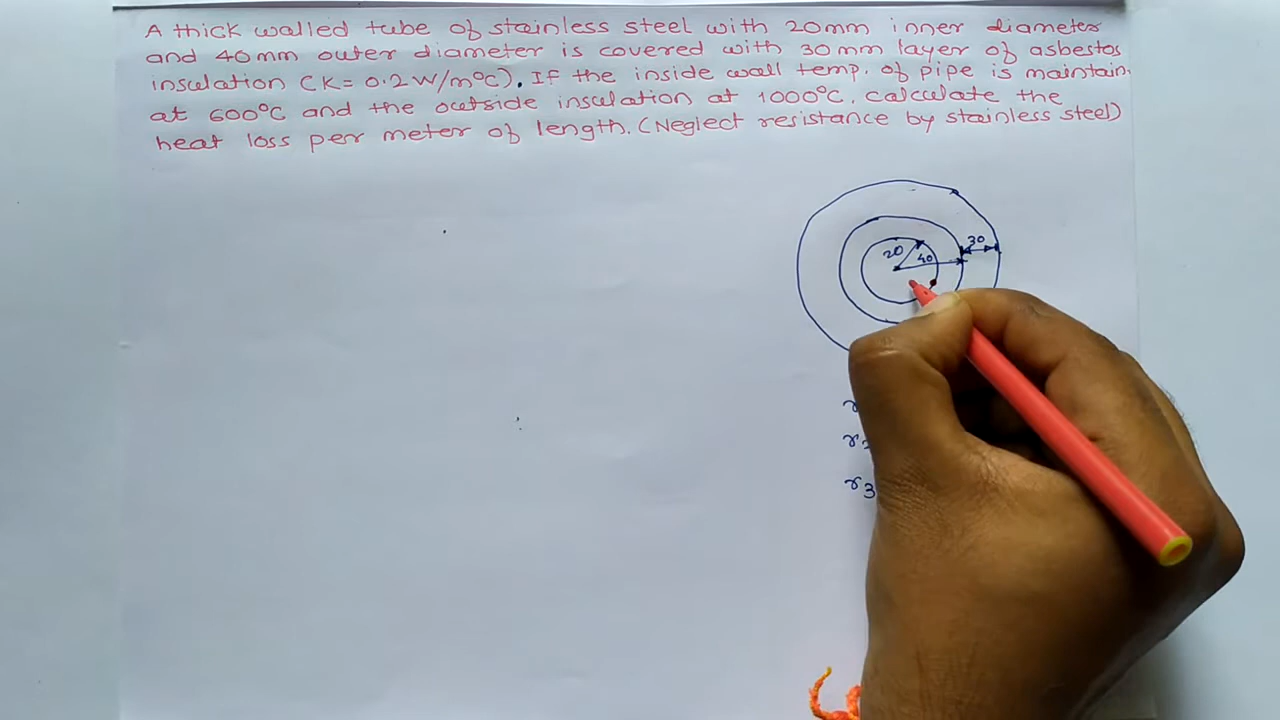 A thick walled tube of stainless steel with 20mm inner diameter
and 40mm outer diameter is covered with 30mm layer of asbestos
insulation (K=0.2W/m°C). If the inside wall temp. of pipe is maintain
at 600°C and the outside insulation at 1000°C. calculate the
heat loss per meter of length. (Neglect resistance by stainless steel)
30
20
40
r
r
r3